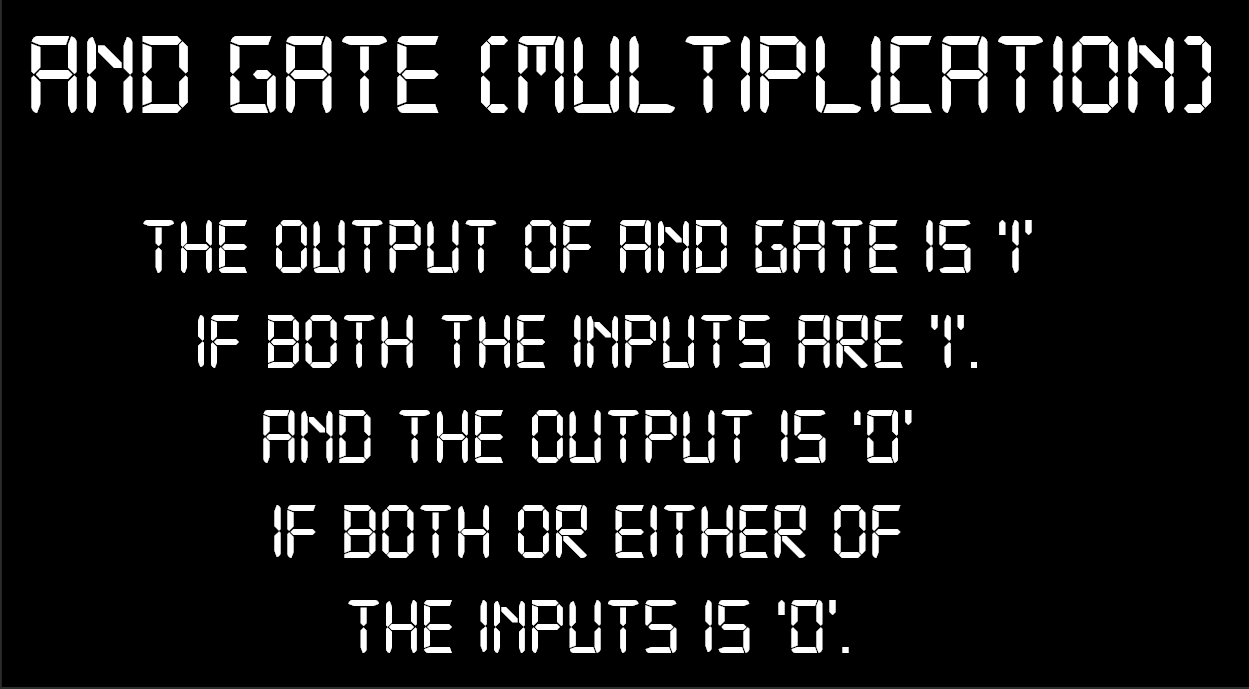 AND GATE (MULTIPLICATION)
THE OUTPUT OF AND GATE IS '1'
IF BOTH THE INPUTS ARE '1'.
AND THE OUTPUT IS '0'
IF BOTH OR EITHER OF
THE INPUTS IS '0'.